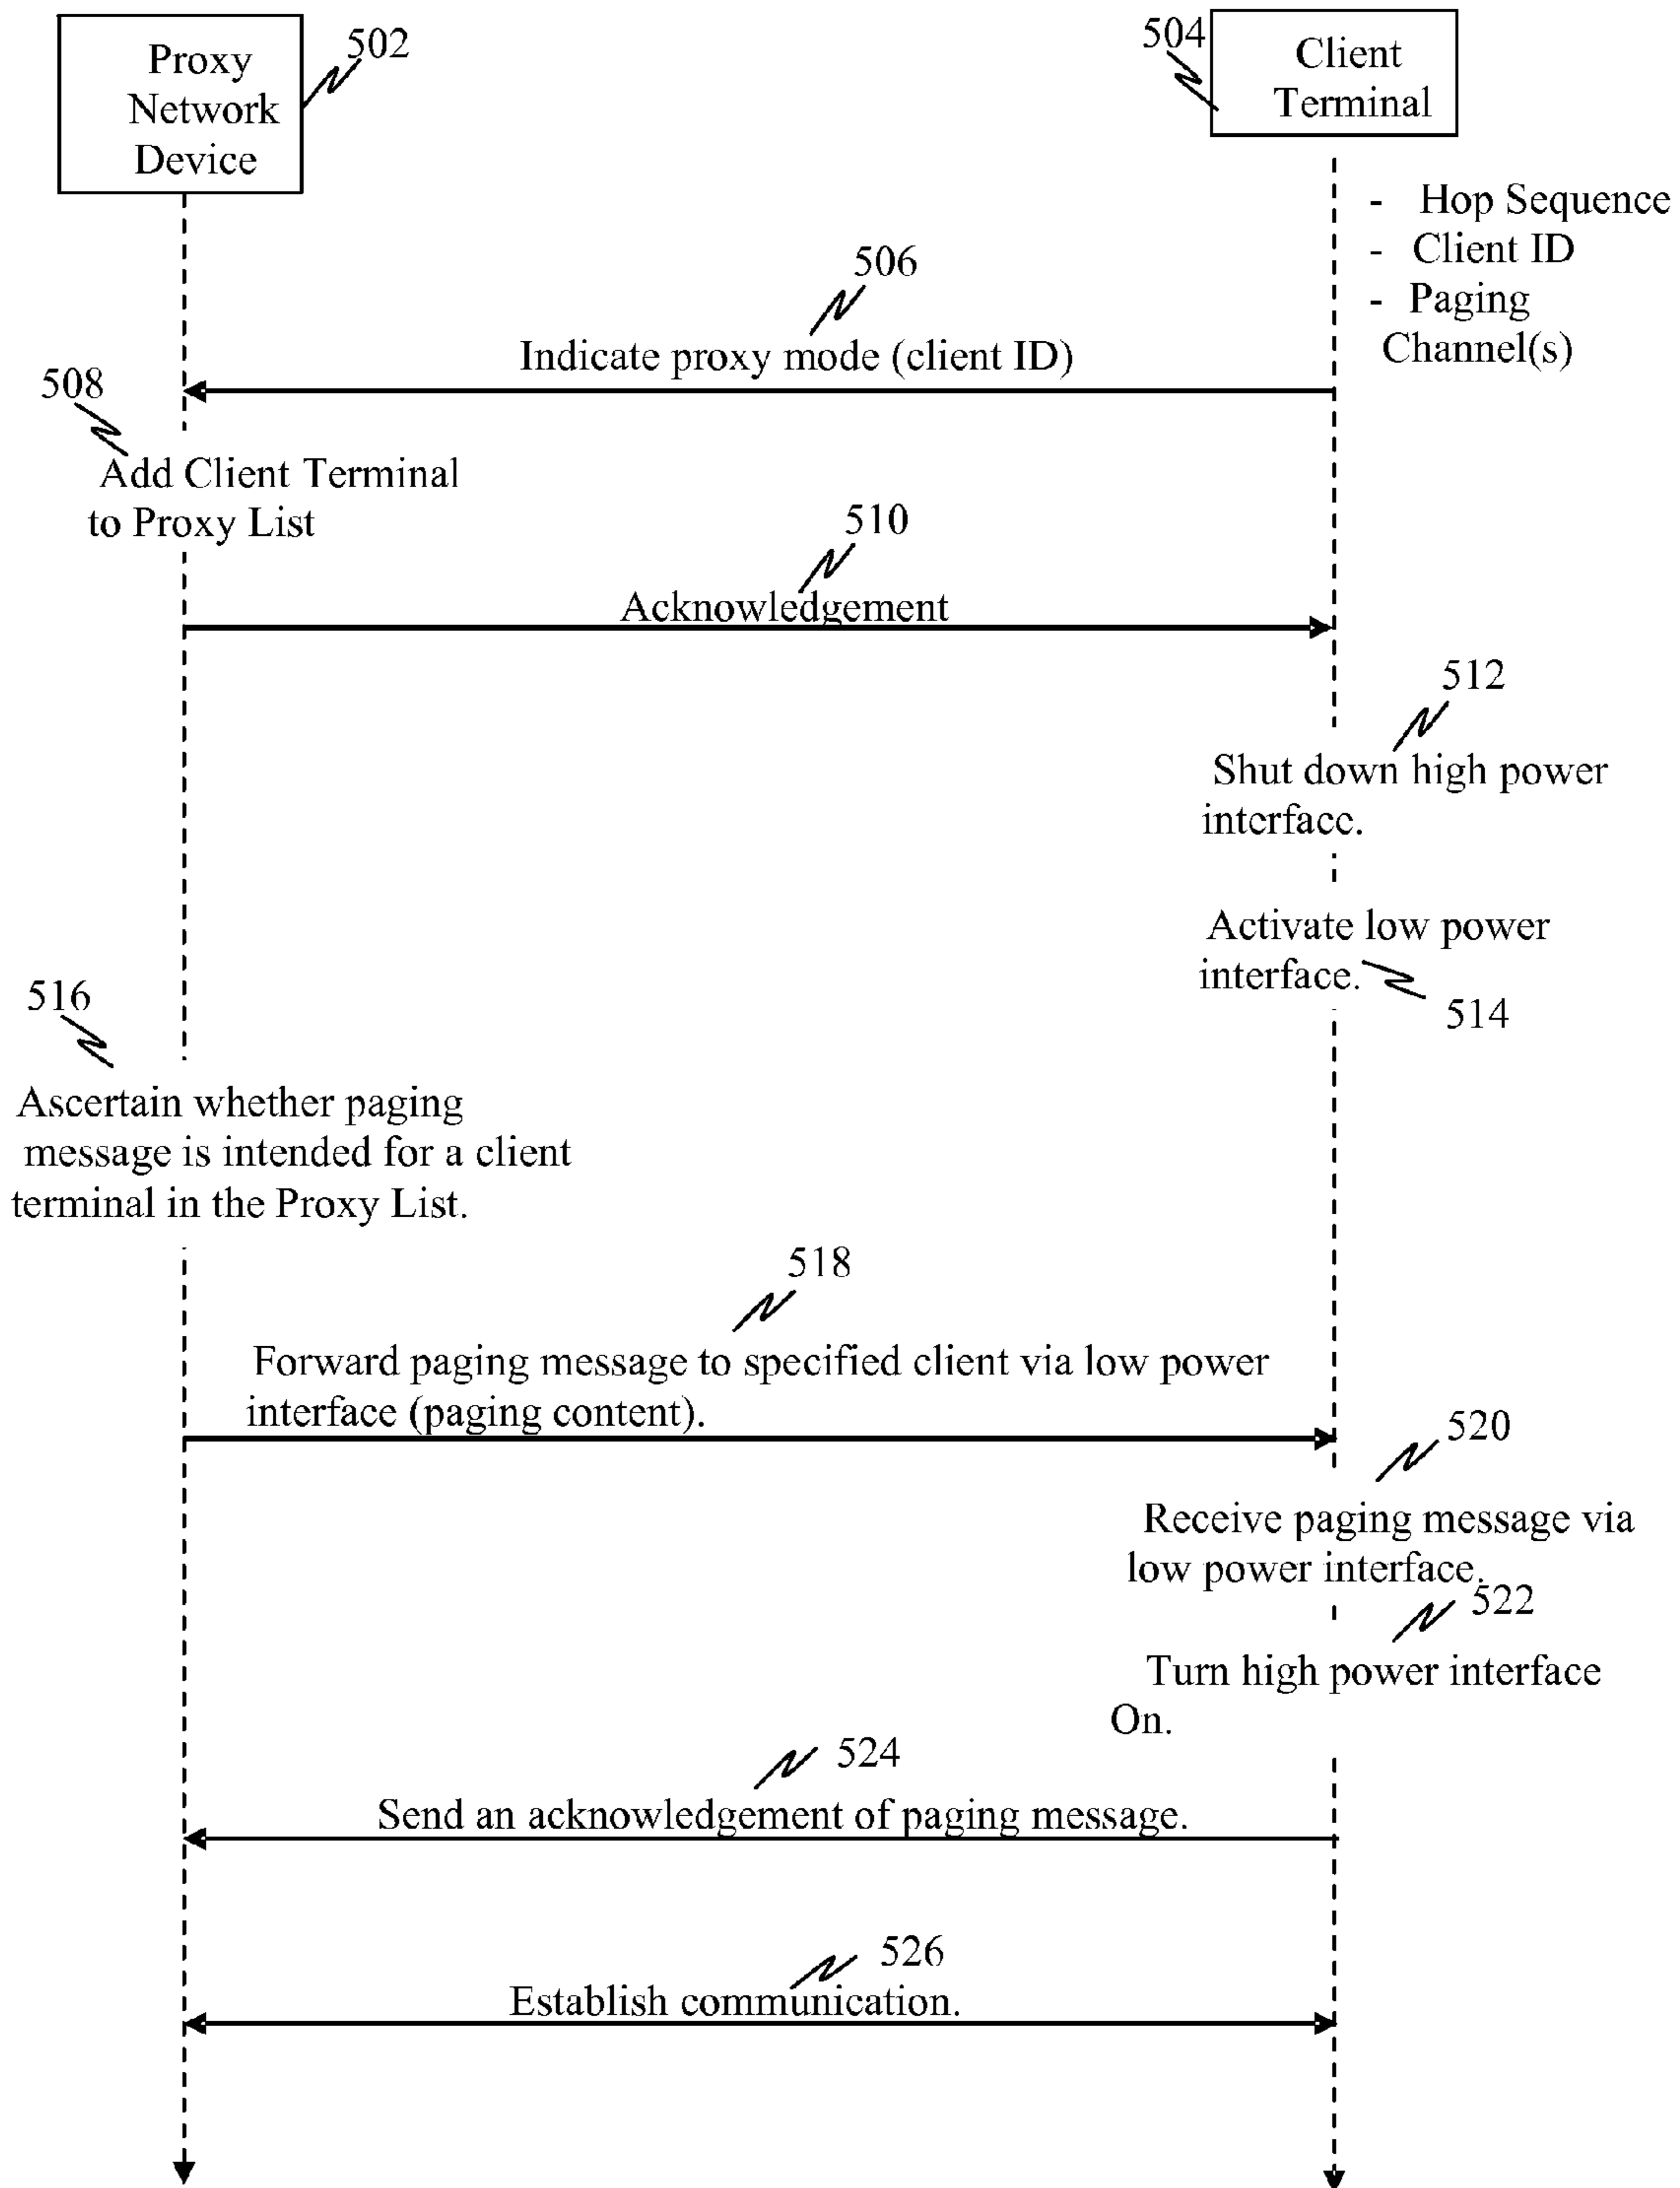 Proxy
Network
Device
502
504
Client
Terminal
- Hop Sequence
- Client ID
- Paging
Channel(s)
506
Indicate proxy mode (client ID)
508
Add Client Terminal
to Proxy List
510
Acknowledgement
512
Shut down high power
interface.
Activate low power
interface.
514
516
Ascertain whether paging
message is intended for a client
terminal in the Proxy List.
518
Forward paging message to specified client via low power
interface (paging content).
520
Receive paging message via
low power interface.
522
Turn high power interface
On.
524
Send an acknowledgement of paging message.
526
Establish communication.